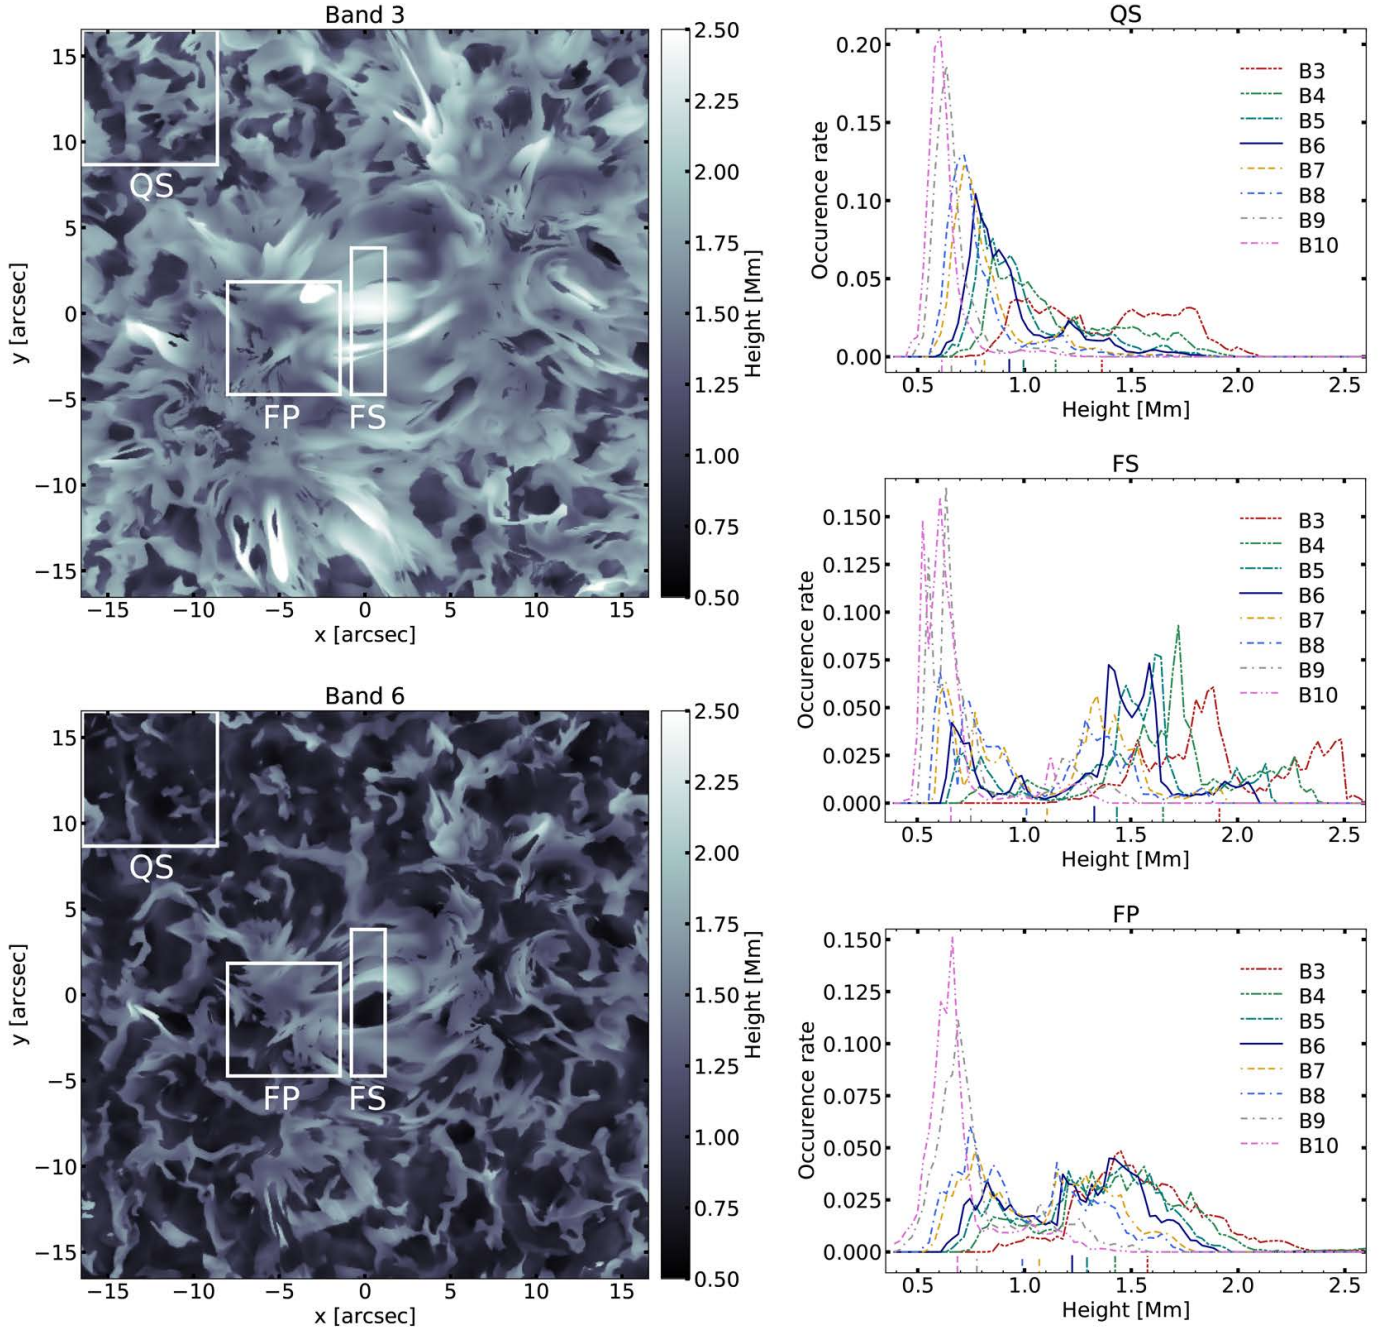 Band 3
15
10
5
0
−5
−10
−15
y [arcsec]
−15 −10 −5 0 5 10 15
x [arcsec]
QS
FP FS
2.50
2.25
2.00
1.75
1.50
1.25
1.00
0.75
0.50
Height [Mm]
QS
0.20
0.15
0.10
0.05
0.00
Occurence rate
0.5 1.0 1.5 2.0 2.5
Height [Mm]
B3
B4
B5
B6
B7
B8
B9
B10
FS
0.150
0.125
0.100
0.075
0.050
0.025
0.000
Occurence rate
0.5 1.0 1.5 2.0 2.5
Height [Mm]
B3
B4
B5
B6
B7
B8
B9
B10
Band 6
15
10
5
0
−5
−10
−15
y [arcsec]
−15 −10 −5 0 5 10 15
x [arcsec]
QS
FP FS
2.50
2.25
2.00
1.75
1.50
1.25
1.00
0.75
0.50
Height [Mm]
FP
0.150
0.125
0.100
0.075
0.050
0.025
0.000
Occurence rate
0.5 1.0 1.5 2.0 2.5
Height [Mm]
B3
B4
B5
B6
B7
B8
B9
B10